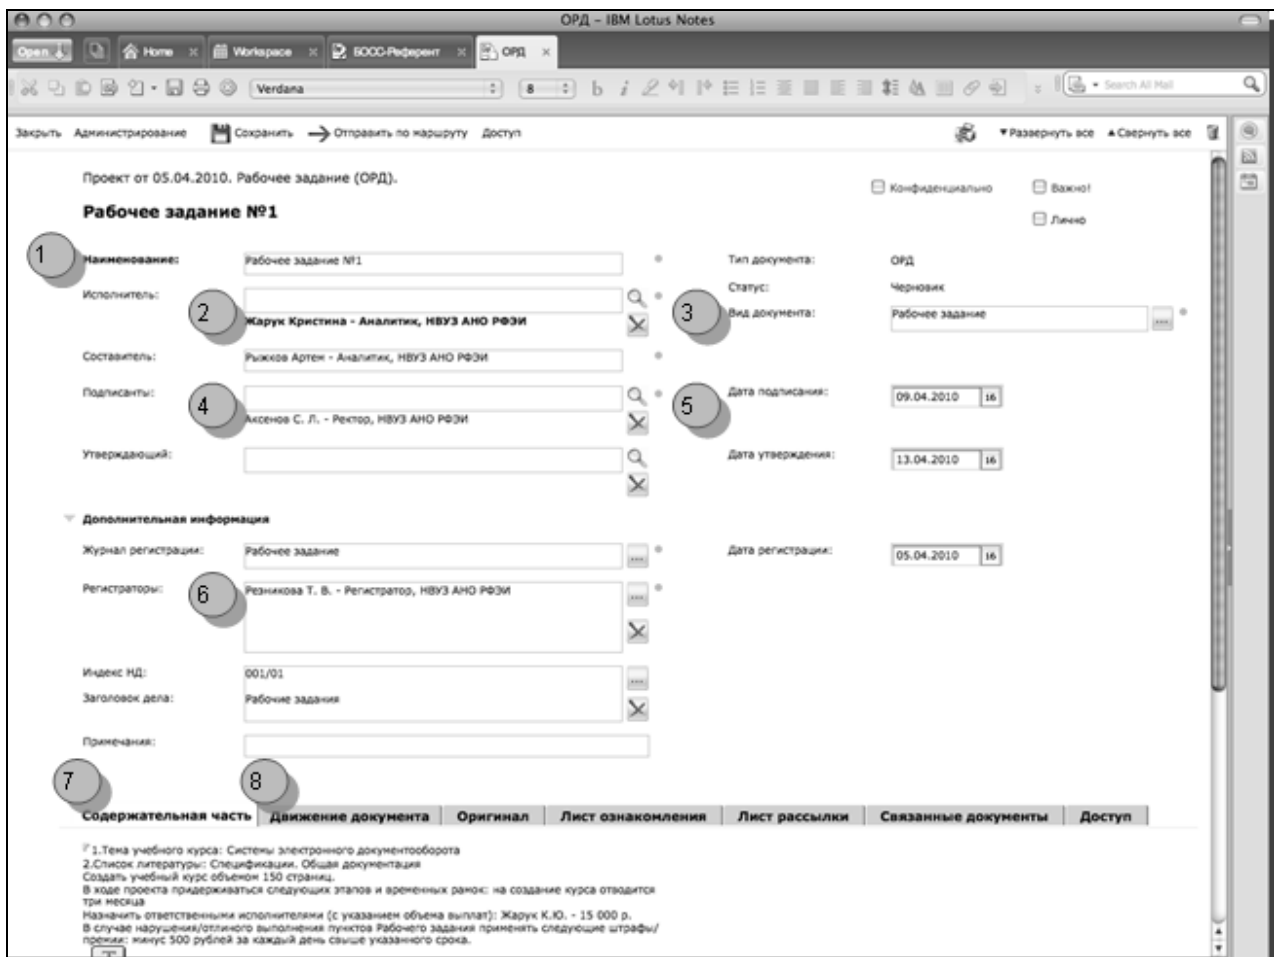 ОРД – IBM Lotus Notes
Open Home × Workspace × БОСС-Референт × ОРД ×
Verdana 8 b i Search All Mail
Закрыть Администрирование Сохранить Отправить по маршруту Доступ ▼Развернуть все ▲Свернуть все
Проект от 05.04.2010. Рабочее задание (ОРД).
Конфиденциально Важно!
Рабочее задание №1
Лично
1
Наименование: Рабочее задание №1 Тип документа: ОРД
Исполнитель: Статус: Черновик
2 Жарук Кристина - Аналитик, НВУЗ АНО РФЭИ 3 Вид документа: Рабочее задание ...
Составитель: Рыжков Артем - Аналитик, НВУЗ АНО РФЭИ
Подписанты: Дата подписания: 09.04.2010 16
4 Аксенов С. Л. - Ректор, НВУЗ АНО РФЭИ 5
Утверждающий: Дата утверждения: 13.04.2010 16
Дополнительная информация
Журнал регистрации: Рабочее задание ... Дата регистрации: 05.04.2010 16
Регистраторы: 6 Резникова Т. В. - Регистратор, НВУЗ АНО РФЭИ ...
Индекс НД: 001/01 ...
Заголовок дела: Рабочие задания
Примечания:
7 8
Содержательная часть Движение документа Оригинал Лист ознакомления Лист рассылки Связанные документы Доступ
1.Тема учебного курса: Системы электронного документооборота
2.Список литературы: Спецификации. Общая документация
Создать учебный курс объемом 150 страниц.
В ходе проекта придерживаться следующих этапов и временных рамок: на создание курса отводится
три месяца
Назначить ответственными исполнителями (с указанием объема выплат): Жарук К.Ю. - 15 000 р.
В случае нарушения/отличного выполнения пунктов Рабочего задания применять следующие штрафы/
премии: минус 500 рублей за каждый день свыше указанного срока.